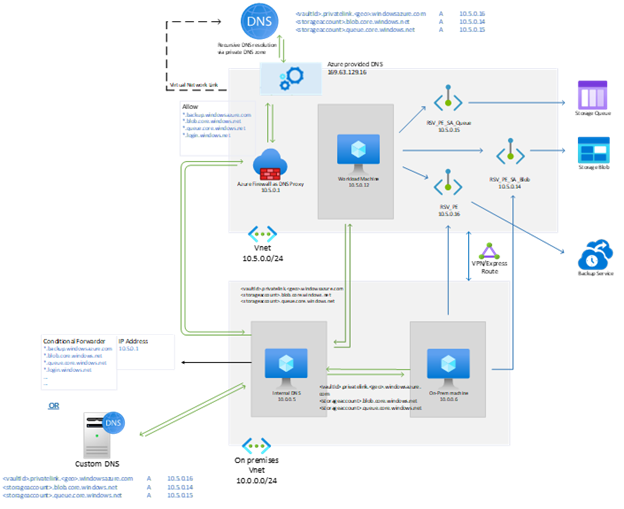 DNS
<vaultId>.privatelink.<geo>.windowsazure.com A 10.5.0.16
<storageaccount>.blob.core.windows.net A 10.5.0.14
<storageaccount>.queue.core.windows.net A 10.5.0.15
Recursive DNS resolution
via private DNS zone
Virtual Network Link
Azure provided DNS
169.63.129.16
Allow
*.backup.windowsazure.com
*.blob.core.windows.net
*.queue.core.windows.net
*.login.windows.net
Azure Firewall as DNS Proxy
10.5.0.1
Workload Machine
10.5.0.12
RSV_PE_SA_Queue
10.5.0.15
RSV_PE_SA_Blob
10.5.0.14
RSV_PE
10.5.0.16
Storage Queue
Storage Blob
Backup Service
Vnet
10.5.0.0/24
VPN/Express
Route
<vaultId>.privatelink.<geo>.windowsazure.com
<storageaccount>.blob.core.windows.net
<storageaccount>.queue.core.windows.net
Conditional Forwarder IP Address
*.backup.windowsazure.com 10.5.0.1
*.blob.core.windows.net
*.queue.core.windows.net
*.login.windows.net
...
...
Internal DNS
10.0.0.5
<vaultId>.privatelink.<geo>.windowsazure.
com
<storageaccount>.blob.core.windows.net
<storageaccount>.queue.core.windows.net
On-Prem machine
10.0.0.6
OR
DNS
Custom DNS
On premises
Vnet
10.0.0.0/24
<vaultId>.privatelink.<geo>.windowsazure.com A 10.5.0.16
<storageaccount>.blob.core.windows.net A 10.5.0.14
<storageaccount>.queue.core.windows.net A 10.5.0.15